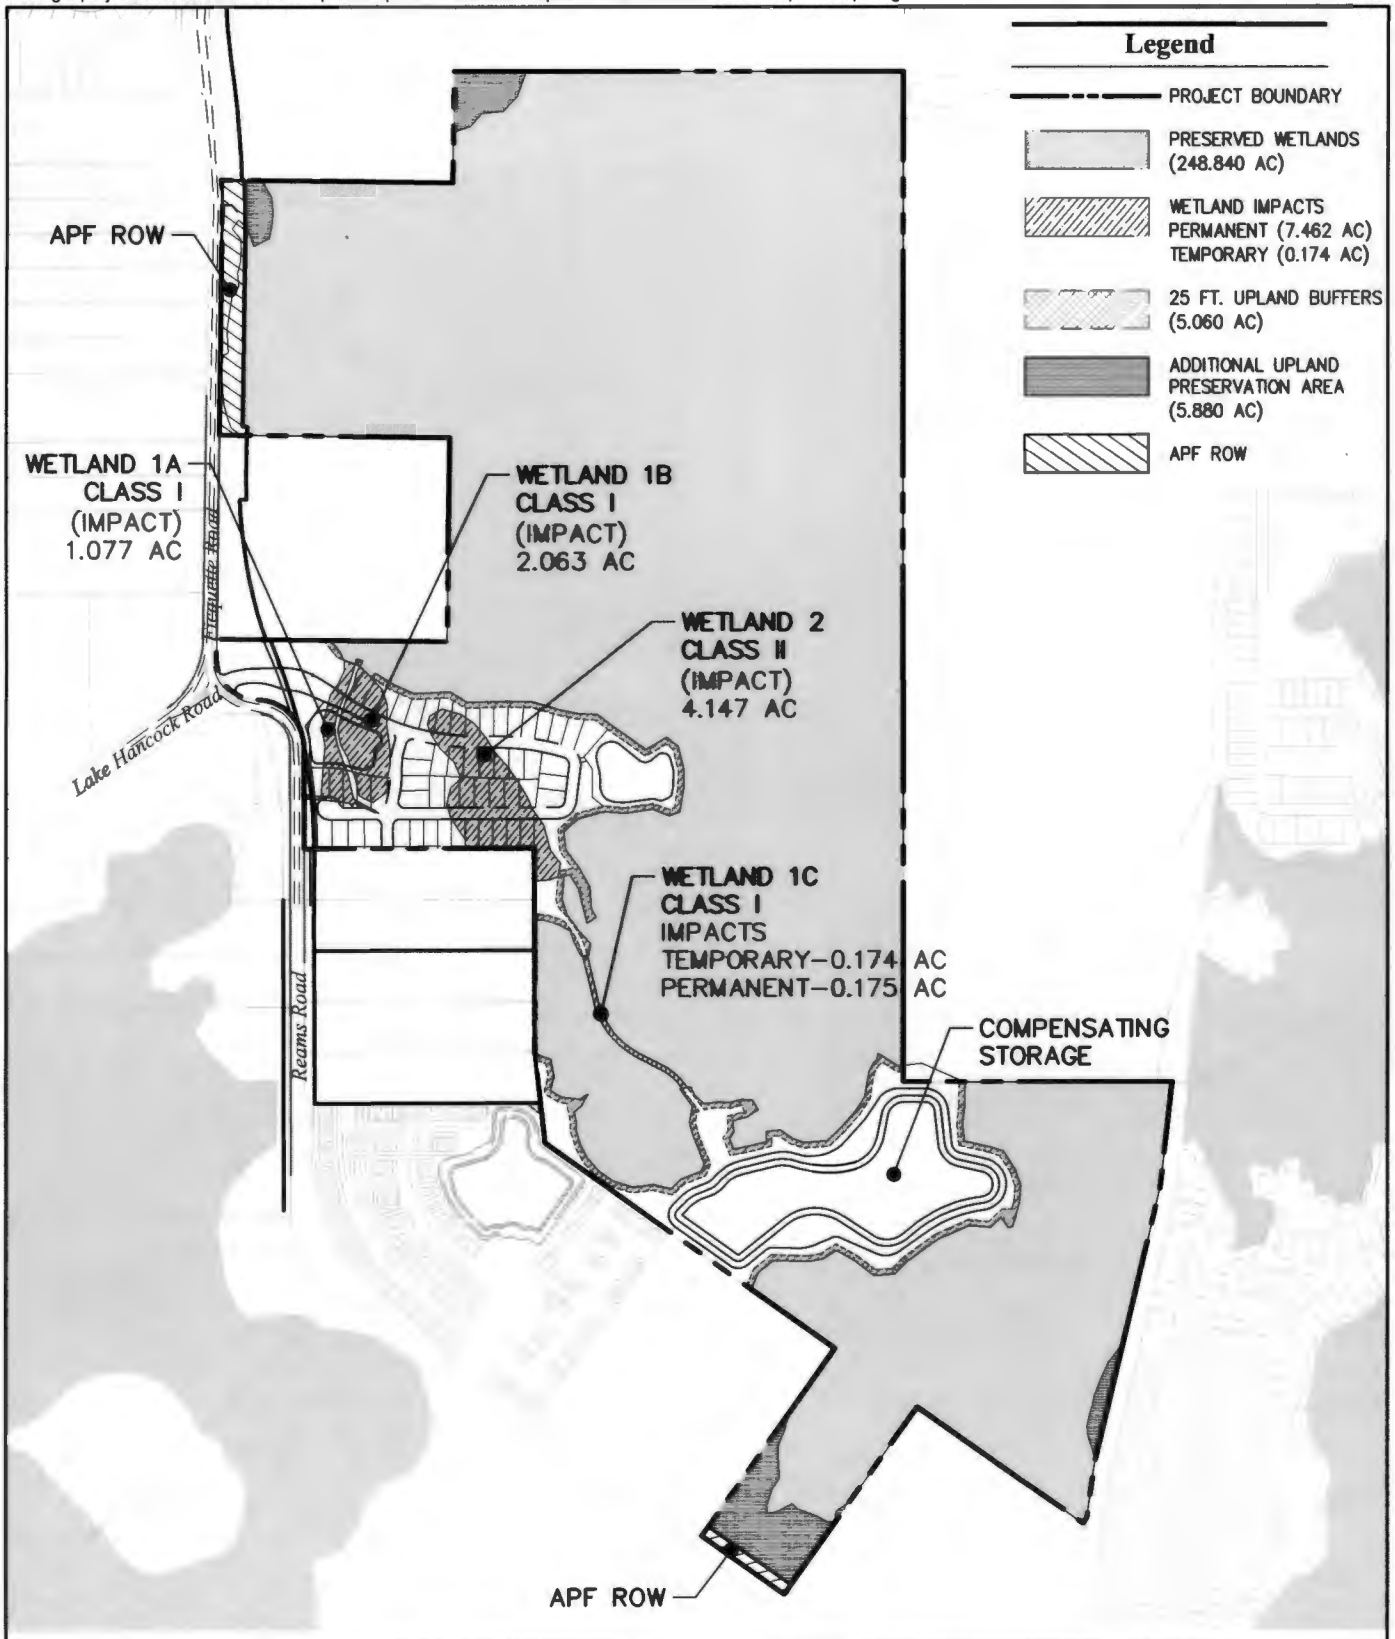 Legend
PROJECT BOUNDARY
PRESERVED WETLANDS
(248.840 AC)
WETLAND IMPACTS
PERMANENT (7.462 AC)
TEMPORARY (0.174 AC)
25 FT. UPLAND BUFFERS
(5.060 AC)
ADDITIONAL UPLAND
PRESERVATION AREA
(5.880 AC)
APF ROW
APF ROW
WETLAND 1A
CLASS I
(IMPACT)
1.077 AC
WETLAND 1B
CLASS I
(IMPACT)
2.063 AC
Road
WETLAND 2
CLASS II
(IMPACT)
4.147 AC
Lake Hancock Road
WETLAND 1C
CLASS I
IMPACTS
TEMPORARY-0.174 AC
PERMANENT-0.175 AC
Reams Road
COMPENSATING
STORAGE
APF ROW